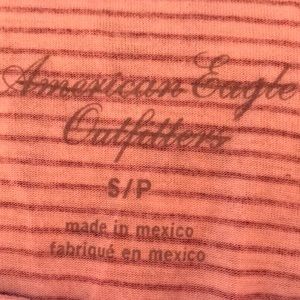 American Eagle
Outfitters
S/P
made in mexico
fabriqué en mexico